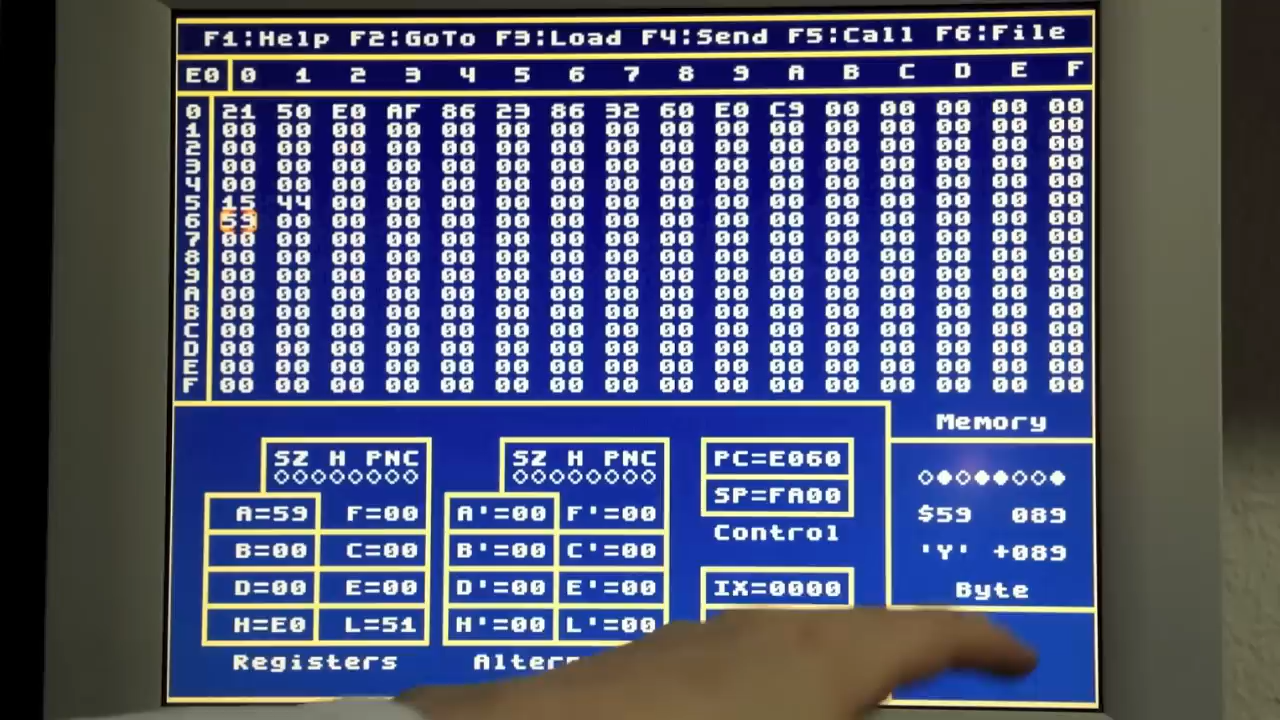 F1:Help F2:GoTo F3:Load F4:Send F5:Call F6:File
E0 0 1 2 3 4 5 6 7 8 9 A B C D E F
0 21 50 E0 AF 86 23 86 32 60 E0 C9 00 00 00 00 00
1 00 00 00 00 00 00 00 00 00 00 00 00 00 00 00 00
2 00 00 00 00 00 00 00 00 00 00 00 00 00 00 00 00
3 00 00 00 00 00 00 00 00 00 00 00 00 00 00 00 00
4 00 00 00 00 00 00 00 00 00 00 00 00 00 00 00 00
5 15 44 00 00 00 00 00 00 00 00 00 00 00 00 00 00
6 59 00 00 00 00 00 00 00 00 00 00 00 00 00 00 00
7 00 00 00 00 00 00 00 00 00 00 00 00 00 00 00 00
8 00 00 00 00 00 00 00 00 00 00 00 00 00 00 00 00
9 00 00 00 00 00 00 00 00 00 00 00 00 00 00 00 00
A 00 00 00 00 00 00 00 00 00 00 00 00 00 00 00 00
B 00 00 00 00 00 00 00 00 00 00 00 00 00 00 00 00
C 00 00 00 00 00 00 00 00 00 00 00 00 00 00 00 00
D 00 00 00 00 00 00 00 00 00 00 00 00 00 00 00 00
E 00 00 00 00 00 00 00 00 00 00 00 00 00 00 00 00
F 00 00 00 00 00 00 00 00 00 00 00 00 00 00 00 00
Memory
SZ H PNC SZ H PNC PC=E060
A=59 F=00 A'=00 F'=00 SP=FA00 $59 089
B=00 C=00 B'=00 C'=00 Control 'Y' +089
D=00 E=00 D'=00 E'=00 IX=0000 Byte
H=E0 L=51 H'=00 L'=00
Registers